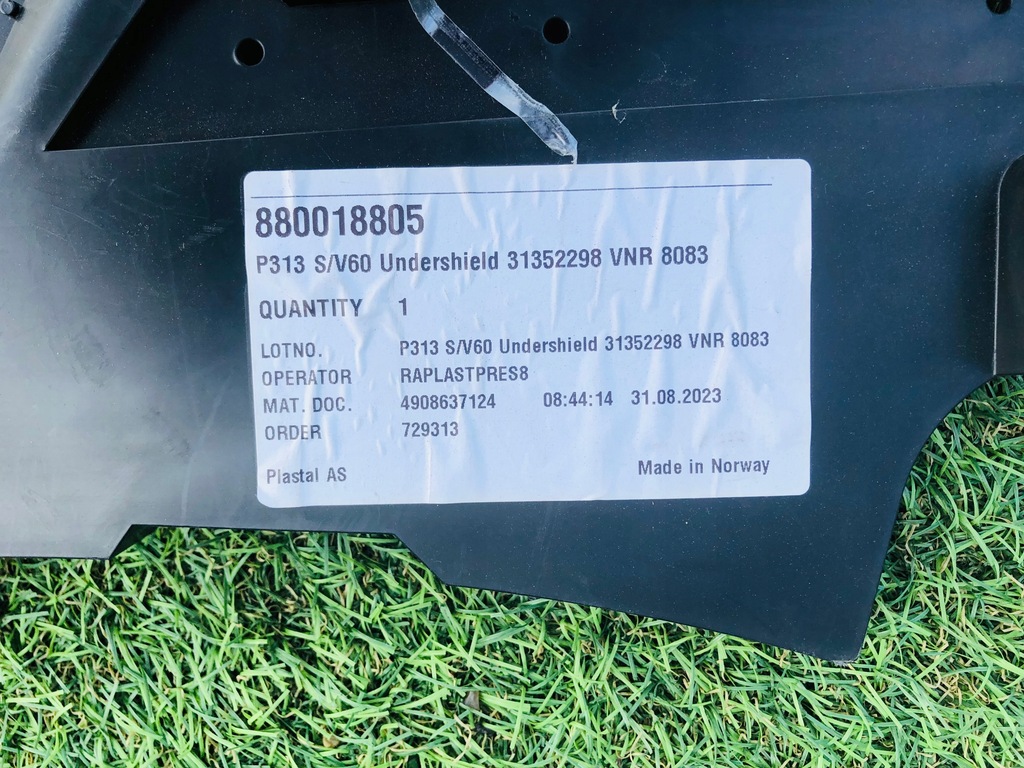 880018805
P313 S/V60 Undershield 31352298 VNR 8083
QUANTITY 1
LOTNO. P313 S/V60 Undershield 31352298 VNR 8083
OPERATOR RAPLASTPRES8
MAT. DOC. 4908637124 08:44:14 31.08.2023
ORDER 729313
Plastal AS Made in Norway